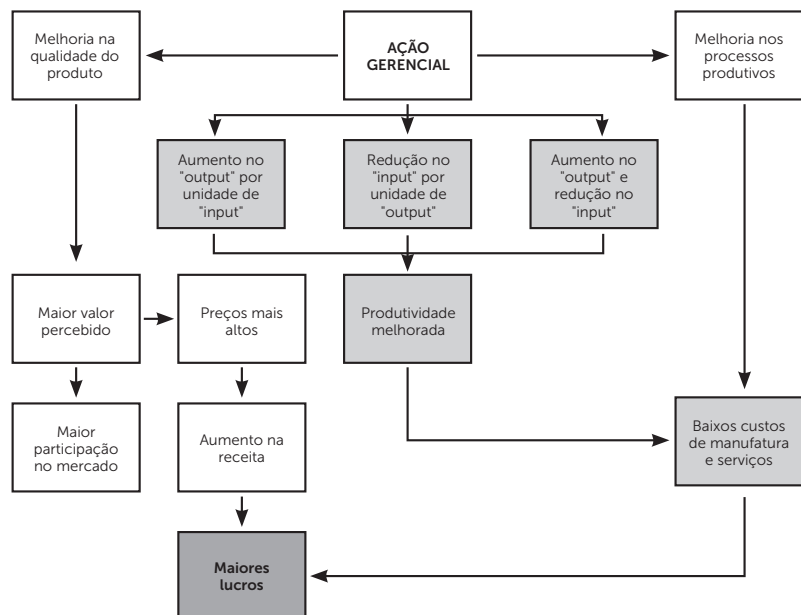 Melhoria na
qualidade do
produto
AÇÃO
GERENCIAL
Melhoria nos
processos
produtivos
Aumento no
"output" por
unidade de
"input"
Redução no
"input" por
unidade de
"output"
Aumento no
"output" e
redução no
"input"
Maior valor
percebido
Preços mais
altos
Produtividade
melhorada
Maior
participação
no mercado
Aumento na
receita
Baixos custos
de manufatura
e serviços
Maiores
lucros